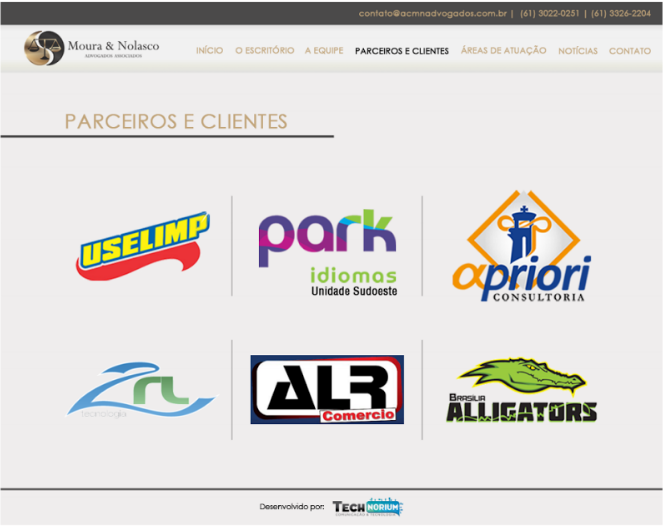 contato@acmnadvogados.com.br | (61) 3022-0251 | (61) 3326-2204
Moura & Nolasco
ADVOGADOS ASSOCIADOS
INÍCIO O ESCRITÓRIO A EQUIPE PARCEIROS E CLIENTES ÁREAS DE ATUAÇÃO NOTÍCIAS CONTATO
PARCEIROS E CLIENTES
USELIMP
park
idiomas
Unidade Sudoeste
apriori
CONSULTORIA
2rL
tecnologia
ALR
Comercio
BRASILIA
ALLIGATORS
Desenvolvido por: TECHNORIUM